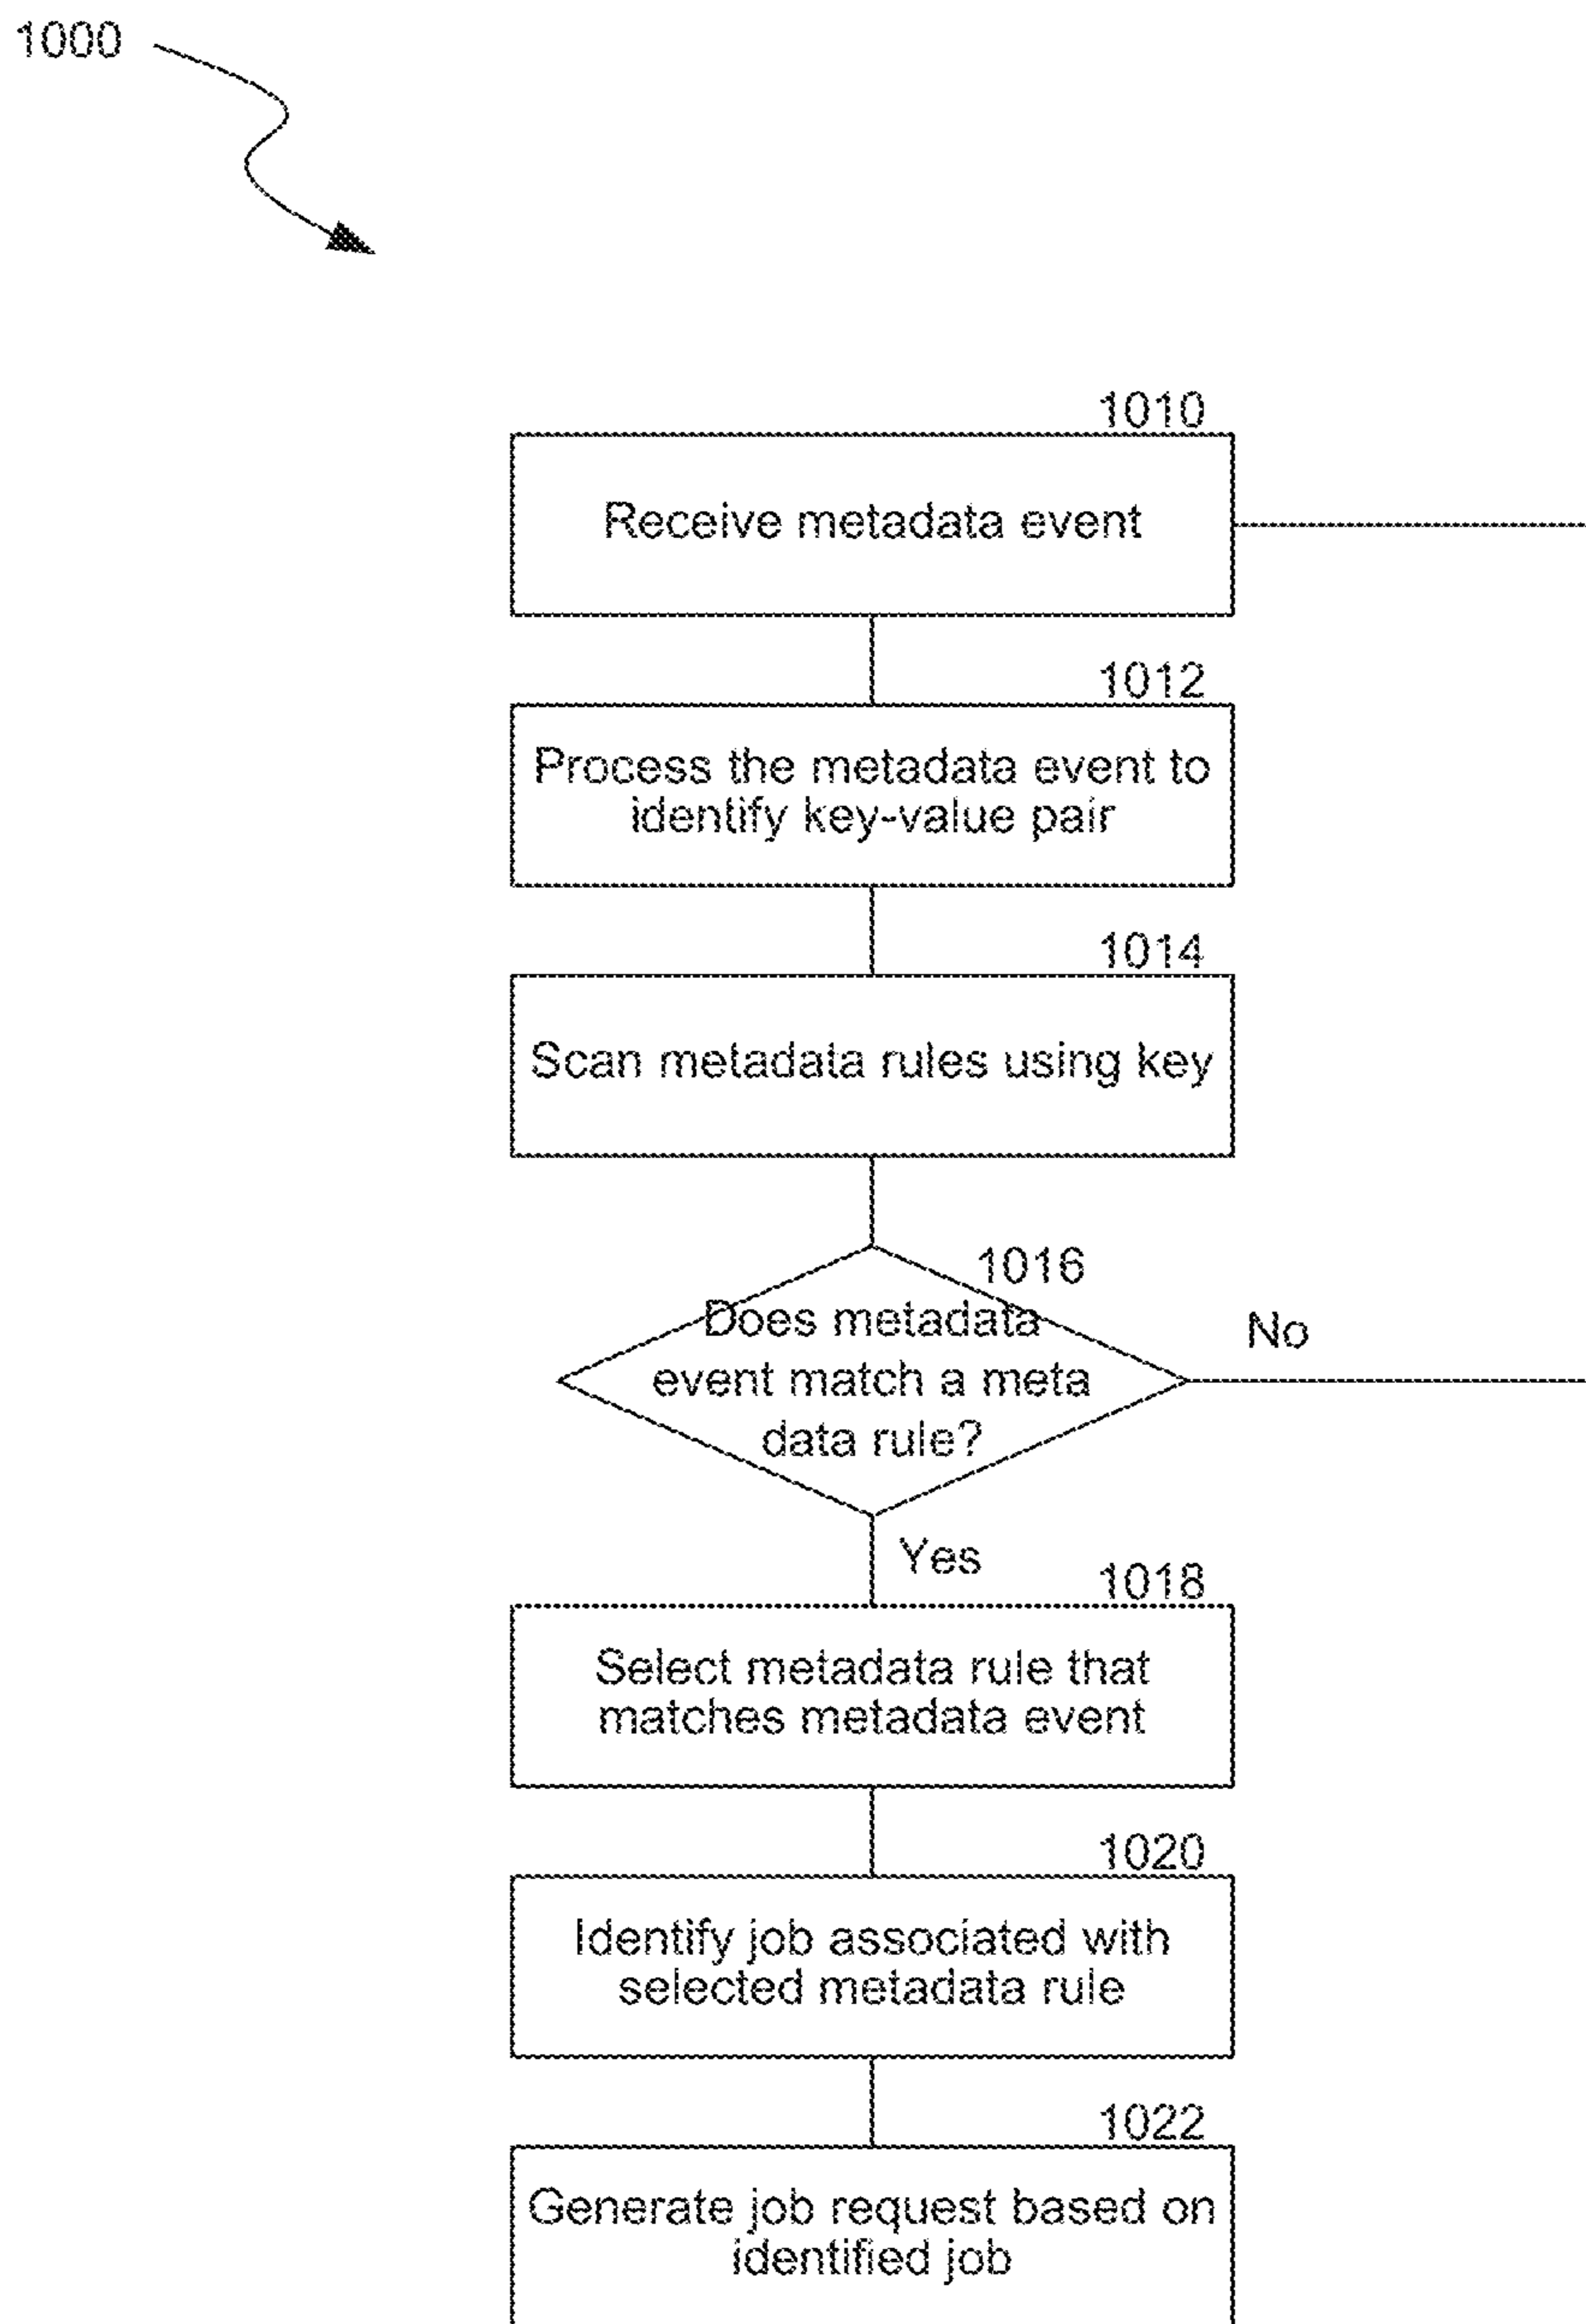 1000
1010
Receive metadata event
1012
Process the metadata event to
identify key-value pair
1014
Scan metadata rules using key
1016
Does metadata
event match a meta
data rule?
No
Yes
1018
Select metadata rule that
matches metadata event
1020
Identify job associated with
selected metadata rule
1022
Generate job request based on
identified job